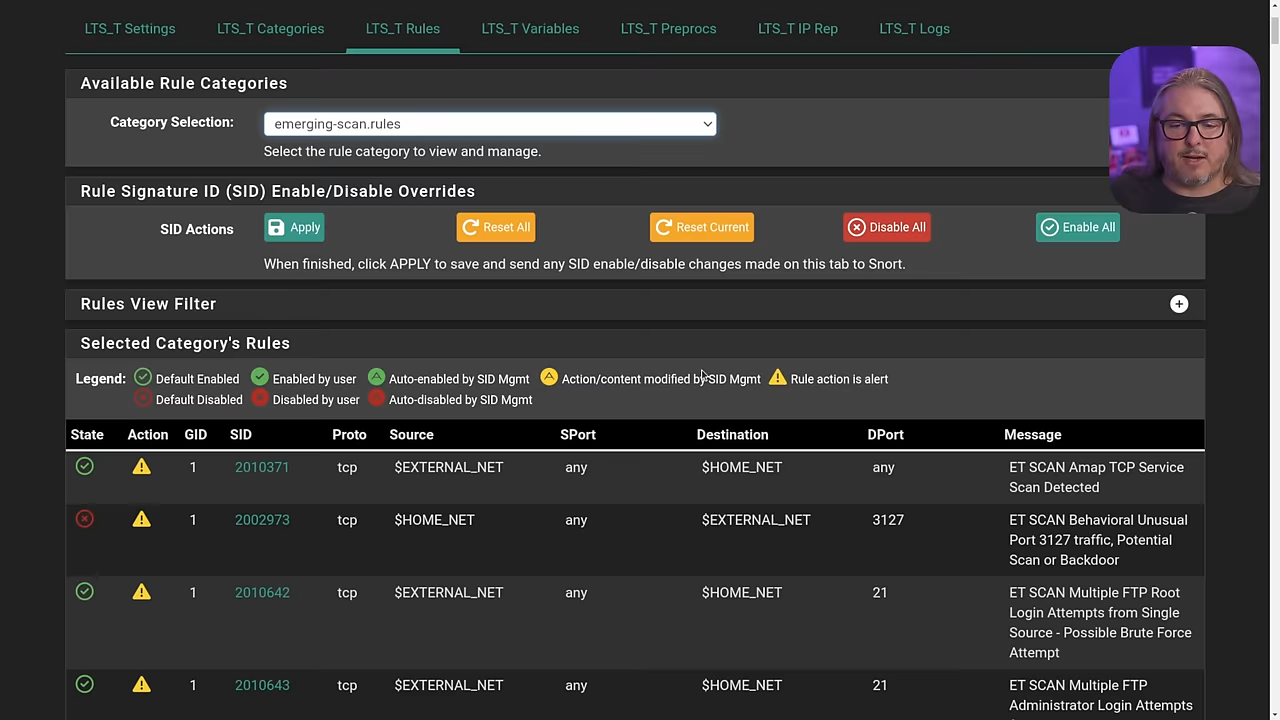 LTS_T Settings LTS_T Categories LTS_T Rules LTS_T Variables LTS_T Preprocs LTS_T IP Rep LTS_T Logs
Available Rule Categories
Category Selection: emerging-scan.rules
Select the rule category to view and manage.
Rule Signature ID (SID) Enable/Disable Overrides
SID Actions Apply Reset All Reset Current Disable All Enable All
When finished, click APPLY to save and send any SID enable/disable changes made on this tab to Snort.
Rules View Filter
Selected Category's Rules
Legend: Default Enabled Enabled by user Auto-enabled by SID Mgmt Action/content modified by SID Mgmt Rule action is alert
Default Disabled Disabled by user Auto-disabled by SID Mgmt
State Action GID SID Proto Source SPort Destination DPort Message
1 2010371 tcp $EXTERNAL_NET any $HOME_NET any ET SCAN Amap TCP Service
Scan Detected
1 2002973 tcp $HOME_NET any $EXTERNAL_NET 3127 ET SCAN Behavioral Unusual
Port 3127 traffic, Potential
Scan or Backdoor
1 2010642 tcp $EXTERNAL_NET any $HOME_NET 21 ET SCAN Multiple FTP Root
Login Attempts from Single
Source - Possible Brute Force
Attempt
1 2010643 tcp $EXTERNAL_NET any $HOME_NET 21 ET SCAN Multiple FTP
Administrator Login Attempts